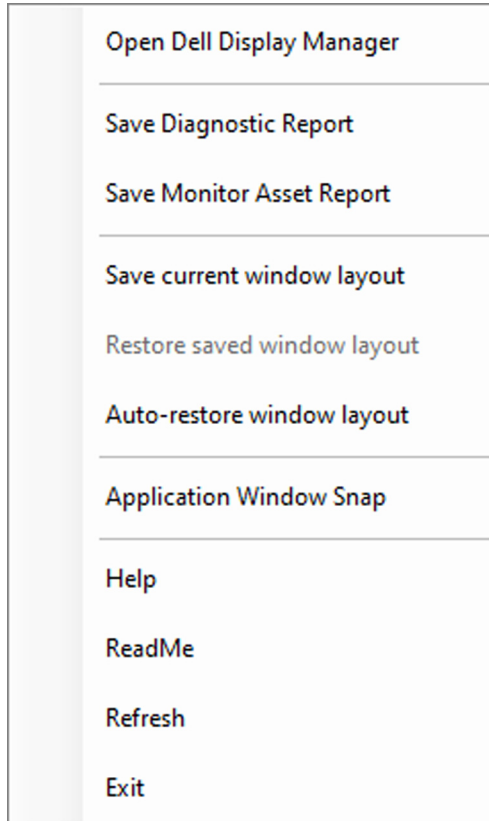 Open Dell Display Manager
Save Diagnostic Report
Save Monitor Asset Report
Save current window layout
Restore saved window layout
Auto-restore window layout
Application Window Snap
Help
ReadMe
Refresh
Exit